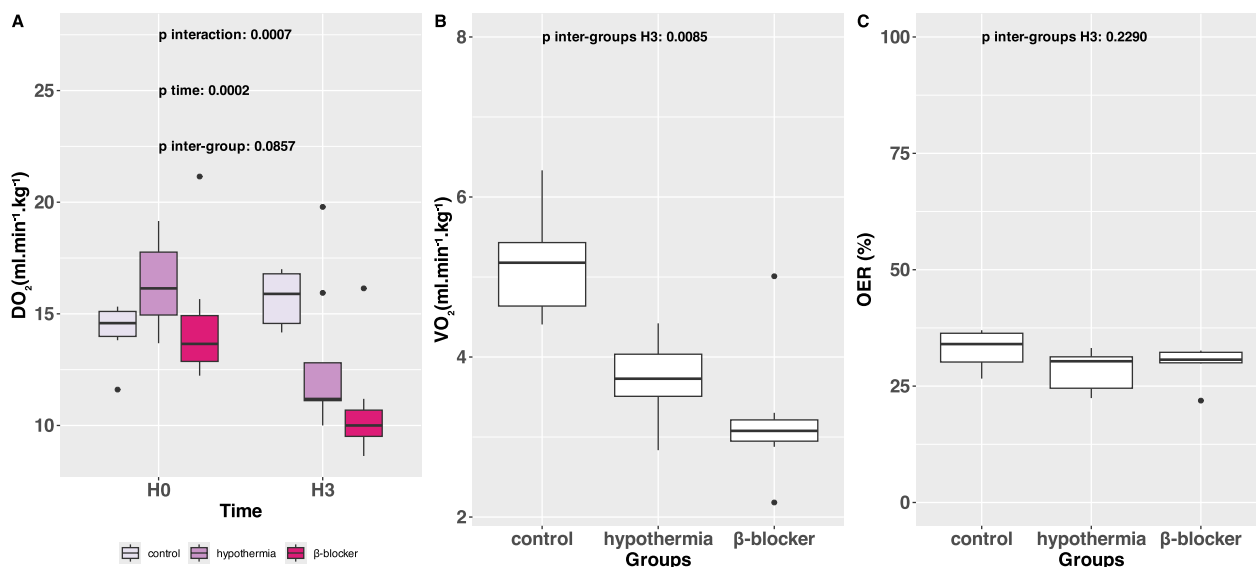 A
p interaction: 0.0007
p time: 0.0002
p inter-group: 0.0857
DO₂(ml.min⁻¹.kg⁻¹)
25
20
15
10
H0 H3
Time
control hypothermia β-blocker
B
p inter-groups H3: 0.0085
VO₂(ml.min⁻¹.kg⁻¹)
8
6
4
2
control hypothermia β-blocker
Groups
C
p inter-groups H3: 0.2290
OER (%)
100
75
50
25
0
control hypothermia β-blocker
Groups